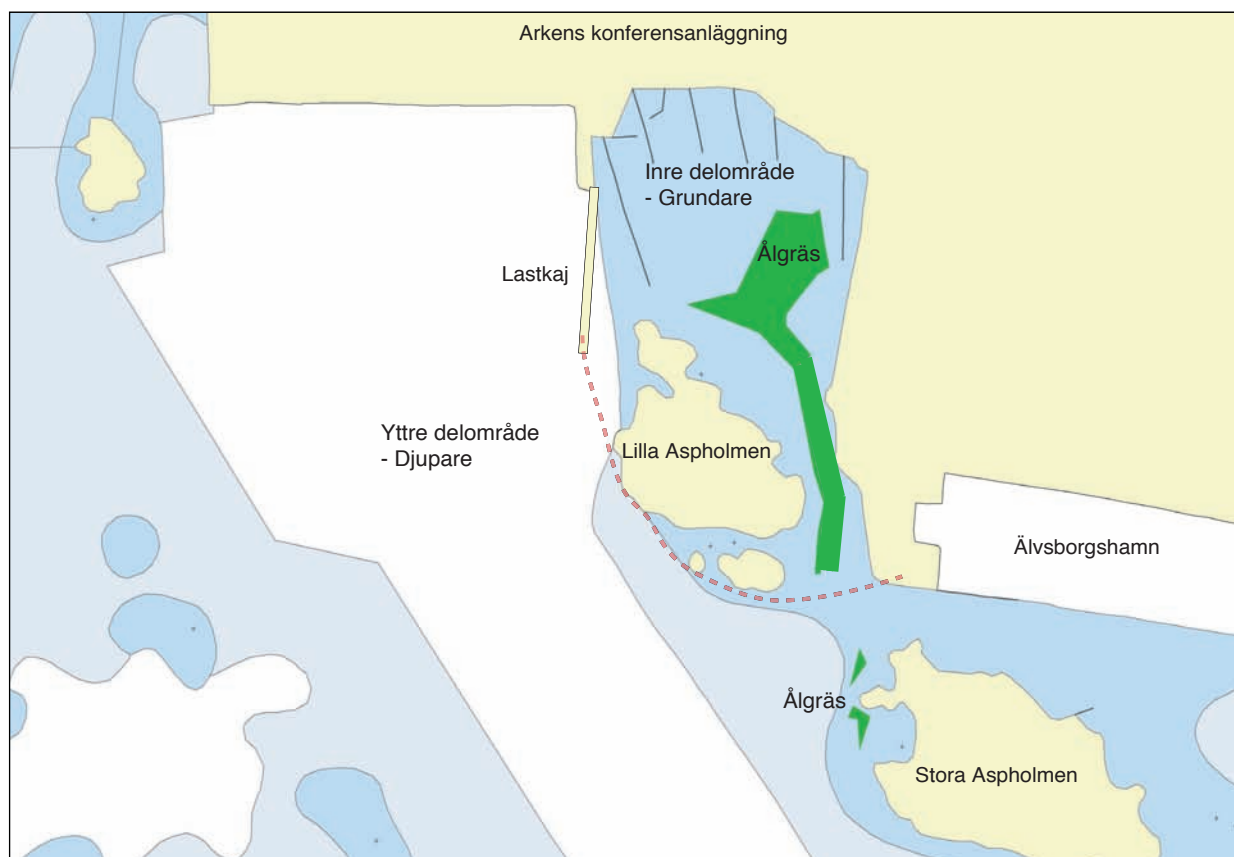 Arkens konferensanläggning
Inre delområde
- Grundare
Ålgräs
Lastkaj
Yttre delområde
- Djupare
Lilla Aspholmen
Älvsborgshamn
Ålgräs
Stora Aspholmen